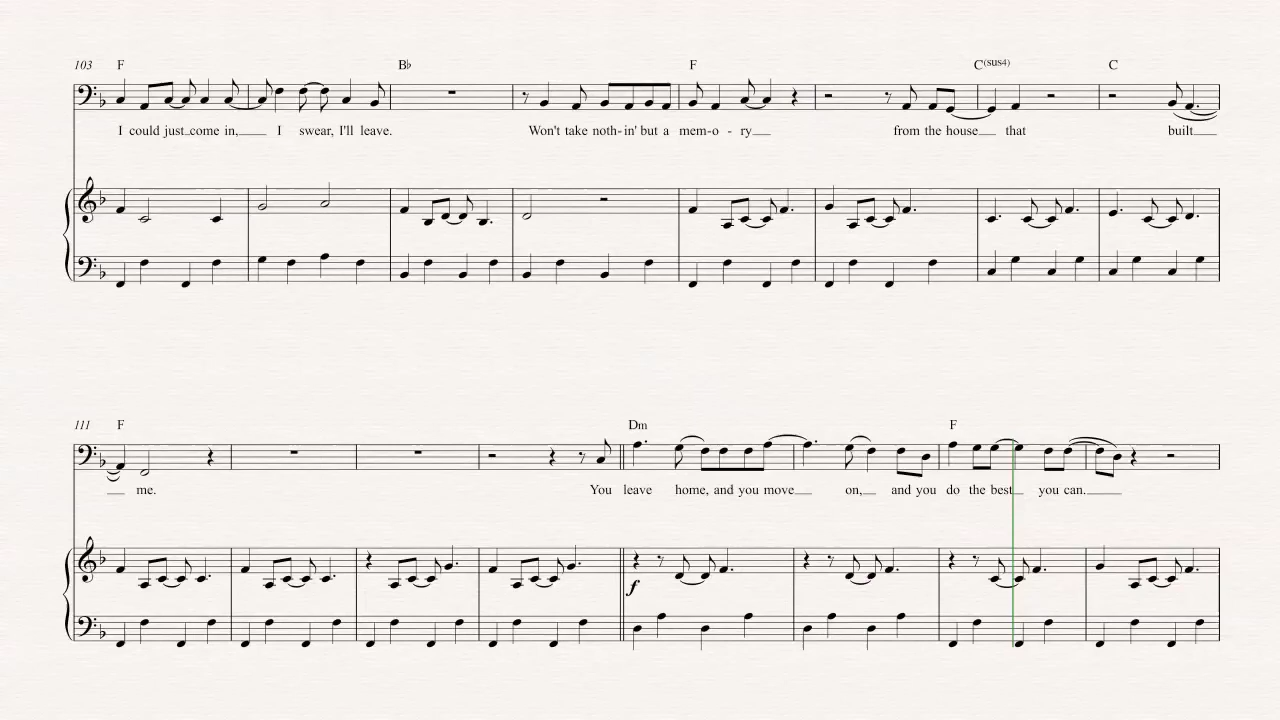 103 F B♭ F C(sus4) C
I could just come in, I swear, I'll leave. Won't take noth-in' but a mem-o-ry from the house that built
111 F Dm F
me. You leave home, and you move on, and you do the best you can.
f